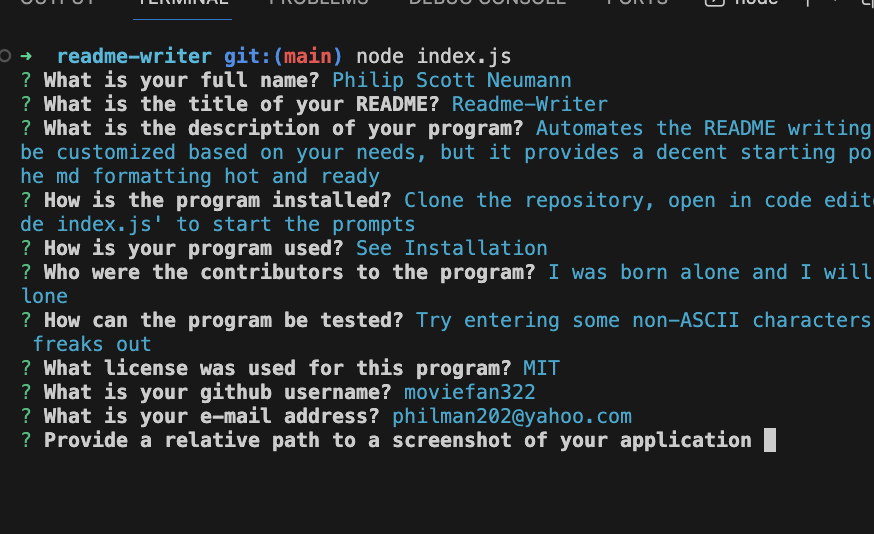 OUTPUT TERMINAL PROBLEMS DEBUG CONSOLE PORTS node
→ readme-writer git:(main) node index.js
? What is your full name? Philip Scott Neumann
? What is the title of your README? Readme-Writer
? What is the description of your program? Automates the README writing
be customized based on your needs, but it provides a decent starting po
he md formatting hot and ready
? How is the program installed? Clone the repository, open in code edit
de index.js' to start the prompts
? How is your program used? See Installation
? Who were the contributors to the program? I was born alone and I will
lone
? How can the program be tested? Try entering some non-ASCII characters
freaks out
? What license was used for this program? MIT
? What is your github username? moviefan322
? What is your e-mail address? philman202@yahoo.com
? Provide a relative path to a screenshot of your application